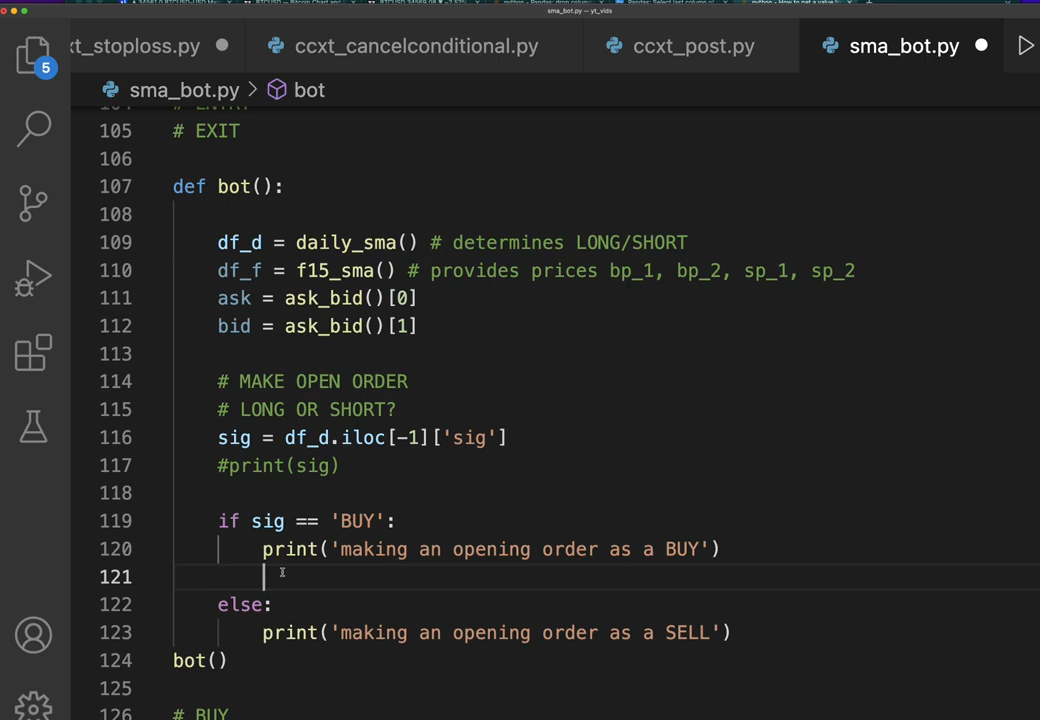 sma_bot.py — yt_vids
xt_stoploss.py
ccxt_cancelconditional.py
ccxt_post.py
sma_bot.py
5
sma_bot.py > bot
105 # EXIT
106
107 def bot():
108
109 df_d = daily_sma() # determines LONG/SHORT
110 df_f = f15_sma() # provides prices bp_1, bp_2, sp_1, sp_2
111 ask = ask_bid()[0]
112 bid = ask_bid()[1]
113
114 # MAKE OPEN ORDER
115 # LONG OR SHORT?
116 sig = df_d.iloc[-1]['sig']
117 #print(sig)
118
119 if sig == 'BUY':
120 print('making an opening order as a BUY')
121
122 else:
123 print('making an opening order as a SELL')
124 bot()
125
126 # BUY